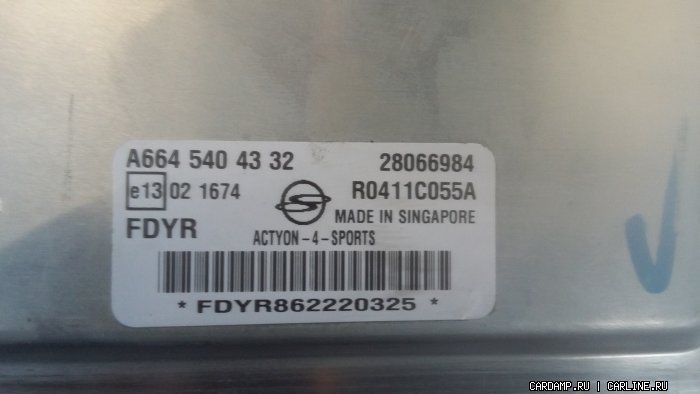 A664 540 43 32 28066984
e13 02 1674 R0411C055A
MADE IN SINGAPORE
FDYR
ACTYON-4-SPORTS
* FDYR862220325 *
CARDAMP.RU | CARLINE.RU